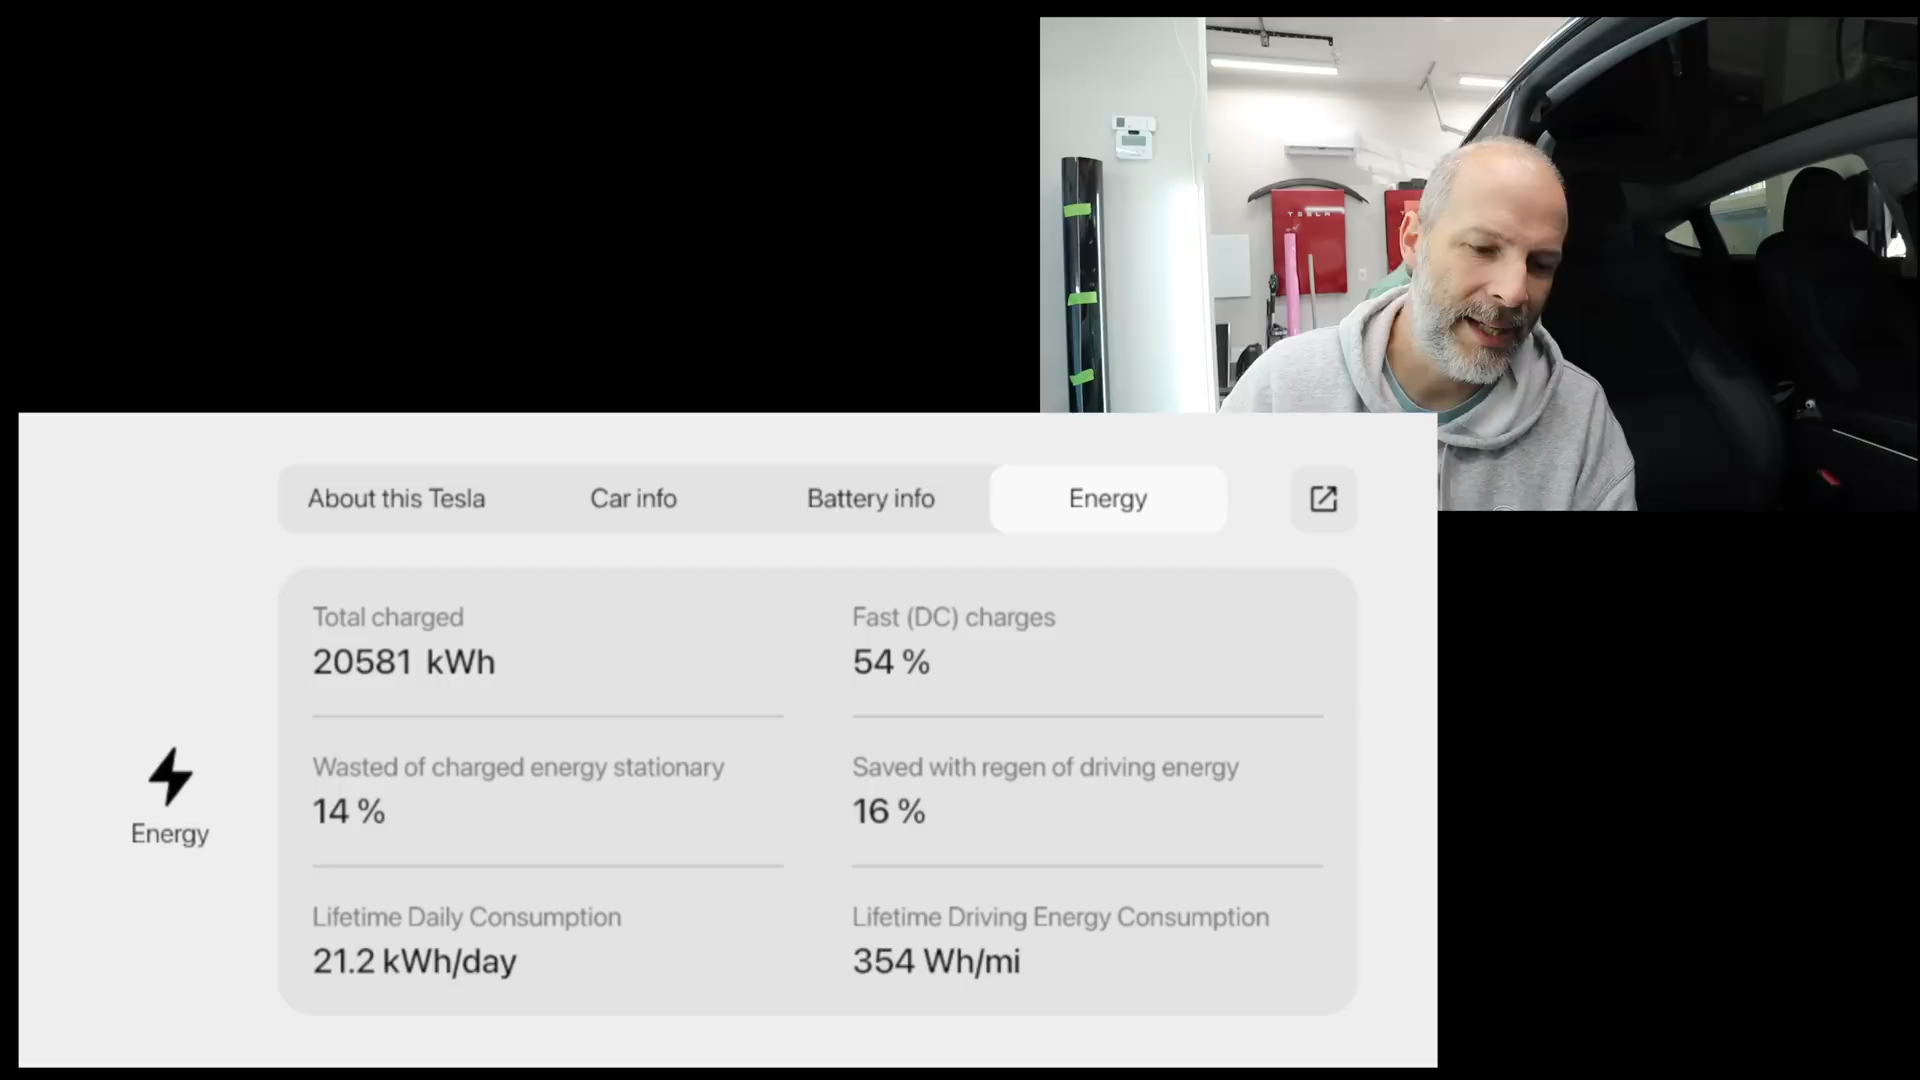 TESLA
About this Tesla
Car info
Battery info
Energy
Total charged
20581 kWh
Fast (DC) charges
54 %
Wasted of charged energy stationary
14 %
Saved with regen of driving energy
16 %
Energy
Lifetime Daily Consumption
21.2 kWh/day
Lifetime Driving Energy Consumption
354 Wh/mi